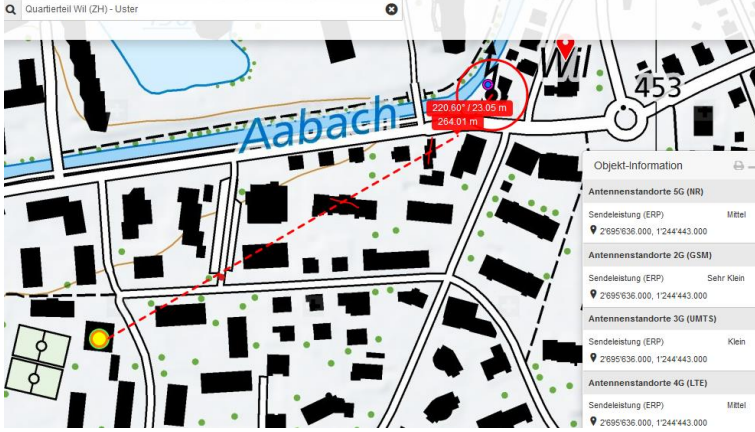 Quartierteil Wil (ZH) - Uster
Wil
453
220.60° / 23.05 m
264.01 m
Aabach
Objekt-Information
Antennenstandorte 5G (NR)
Sendeleistung (ERP) Mittel
2'695'636.000, 1'244'443.000
Antennenstandorte 2G (GSM)
Sendeleistung (ERP) Sehr Klein
2'695'636.000, 1'244'443.000
Antennenstandorte 3G (UMTS)
Sendeleistung (ERP) Klein
2'695'636.000, 1'244'443.000
Antennenstandorte 4G (LTE)
Sendeleistung (ERP) Mittel
2'695'636.000, 1'244'443.000